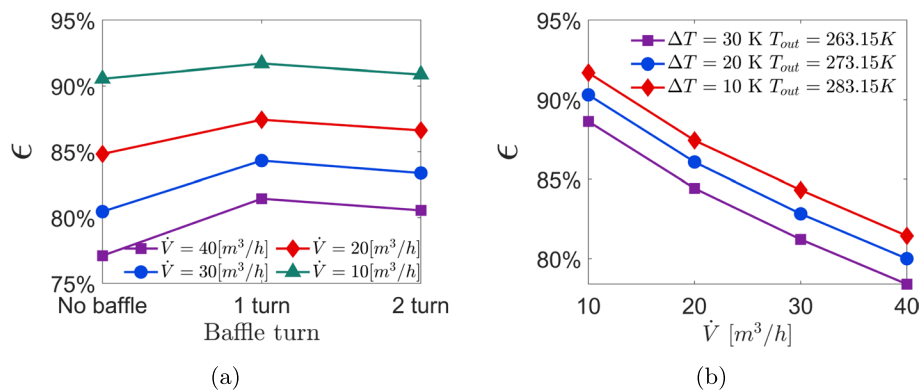 95%
90%
85%
80%
75%
ϵ
V̇ = 40[m³/h] V̇ = 20[m³/h]
V̇ = 30[m³/h] V̇ = 10[m³/h]
No baffle 1 turn 2 turn
Baffle turn
(a)
95%
90%
85%
80%
ϵ
ΔT = 30 K T_out = 263.15K
ΔT = 20 K T_out = 273.15K
ΔT = 10 K T_out = 283.15K
10 20 30 40
V̇ [m³/h]
(b)